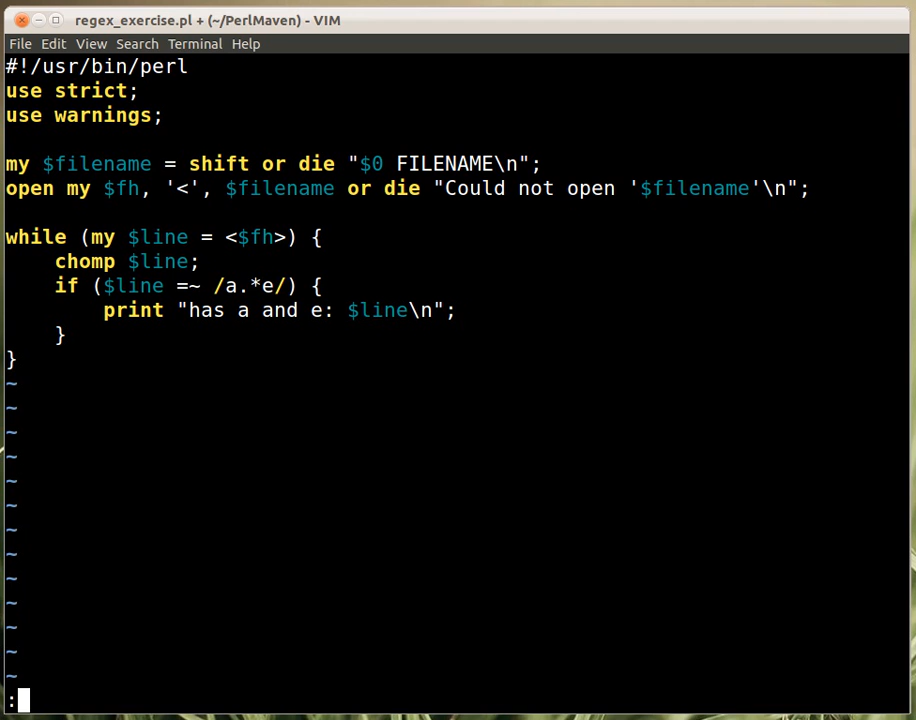 regex_exercise.pl + (~/PerlMaven) - VIM
File Edit View Search Terminal Help
#!/usr/bin/perl
use strict;
use warnings;
my $filename = shift or die "$0 FILENAME\n";
open my $fh, '<', $filename or die "Could not open '$filename'\n";
while (my $line = <$fh>) {
    chomp $line;
    if ($line =~ /a.*e/) {
        print "has a and e: $line\n";
    }
}
~
~
~
~
~
~
~
~
~
~
~
~
~
: